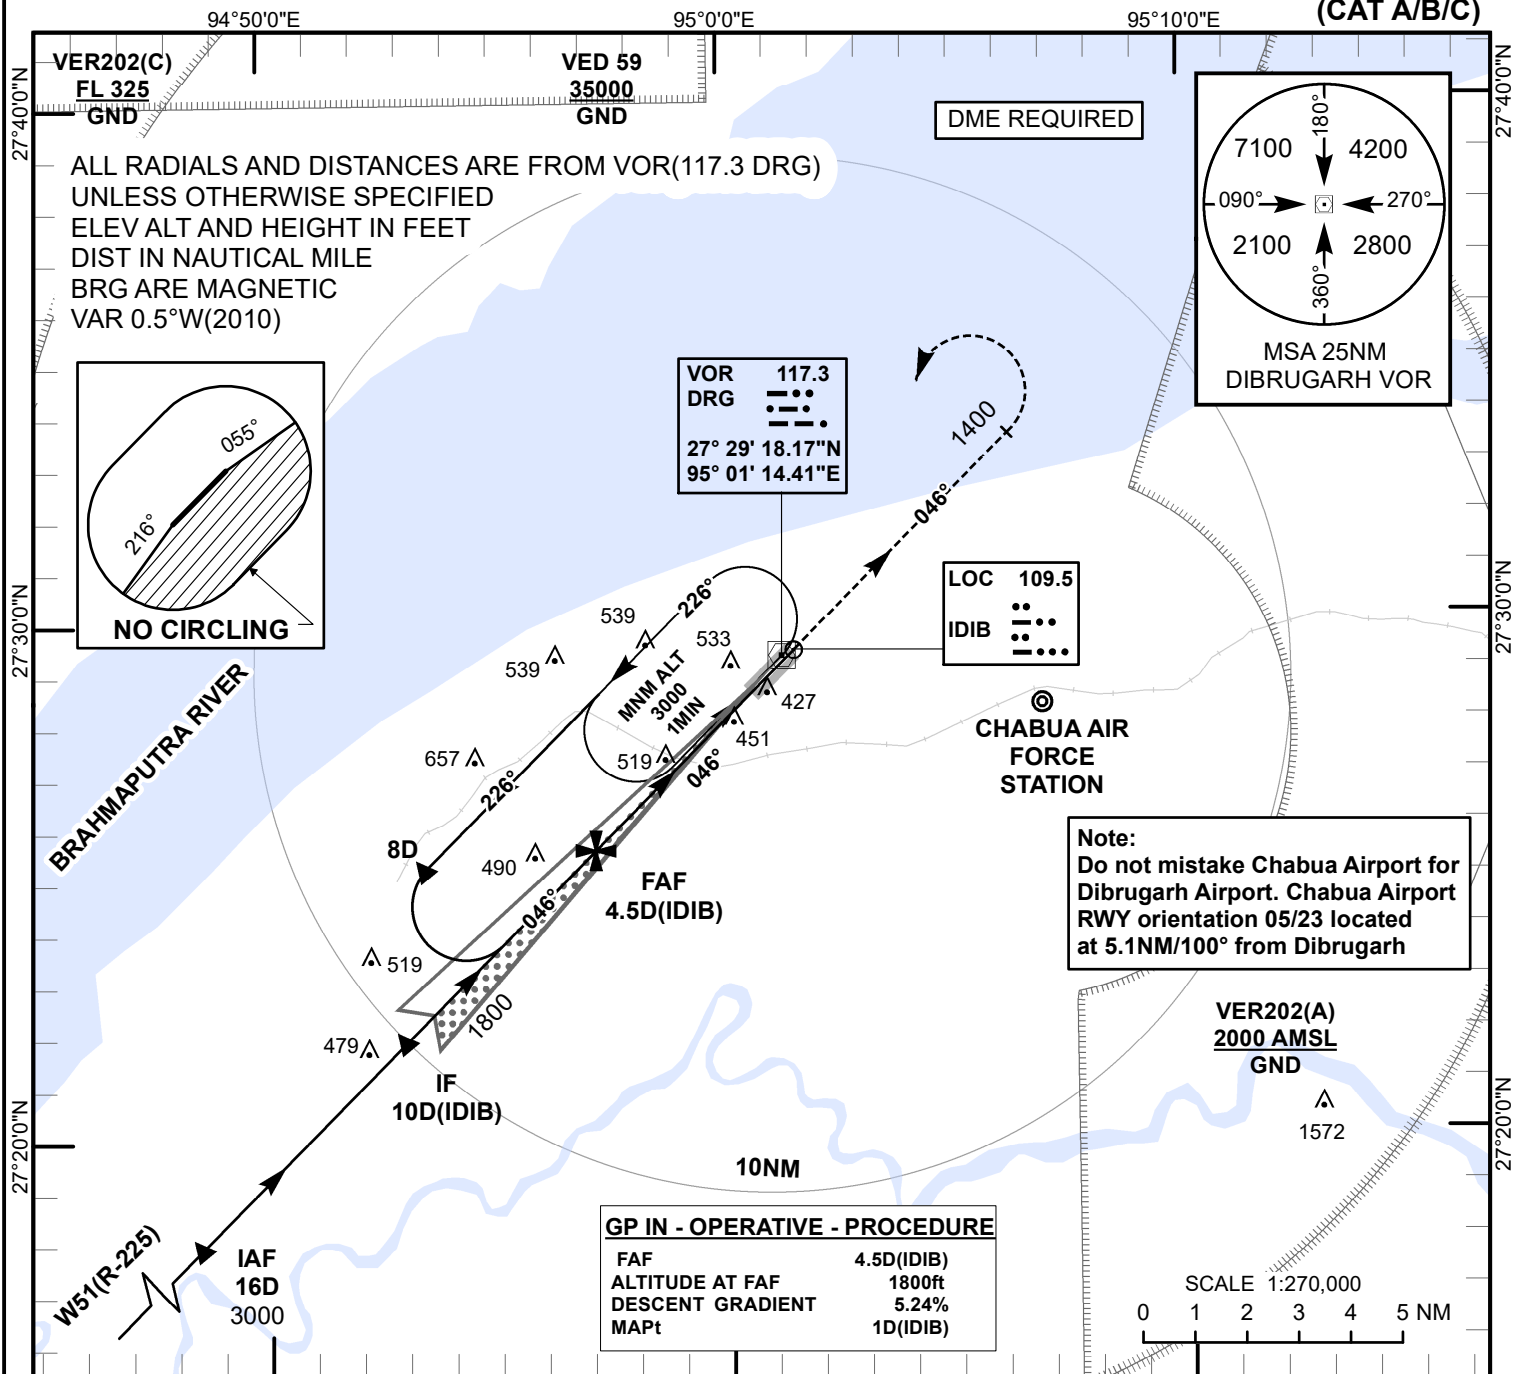 94°50'0"E
95°0'0"E
95°10'0"E
(CAT A/B/C)
27°40'0"N
27°40'0"N
VER202(C)
FL 325
GND
VED 59
35000
GND
DME REQUIRED
ALL RADIALS AND DISTANCES ARE FROM VOR(117.3 DRG)
UNLESS OTHERWISE SPECIFIED
ELEV ALT AND HEIGHT IN FEET
DIST IN NAUTICAL MILE
BRG ARE MAGNETIC
VAR 0.5°W(2010)
180°
7100
4200
090°
270°
2100
2800
360°
MSA 25NM
DIBRUGARH VOR
055°
216°
NO CIRCLING
VOR 117.3
DRG
27° 29' 18.17"N
95° 01' 14.41"E
1400
046°
LOC 109.5
IDIB
27°30'0"N
27°30'0"N
226°
539
539
533
MNM ALT
3000
1MIN
427
451
519
046°
657
226°
8D
490
046°
FAF
4.5D(IDIB)
CHABUA AIR
FORCE
STATION
BRAHMAPUTRA RIVER
Note:
Do not mistake Chabua Airport for
Dibrugarh Airport. Chabua Airport
RWY orientation 05/23 located
at 5.1NM/100° from Dibrugarh
519
1800
479
IF
10D(IDIB)
VER202(A)
2000 AMSL
GND
1572
27°20'0"N
27°20'0"N
10NM
W51(R-225)
IAF
16D
3000
GP IN - OPERATIVE - PROCEDURE
FAF 4.5D(IDIB)
ALTITUDE AT FAF 1800ft
DESCENT GRADIENT 5.24%
MAPt 1D(IDIB)
SCALE 1:270,000
0 1 2 3 4 5 NM